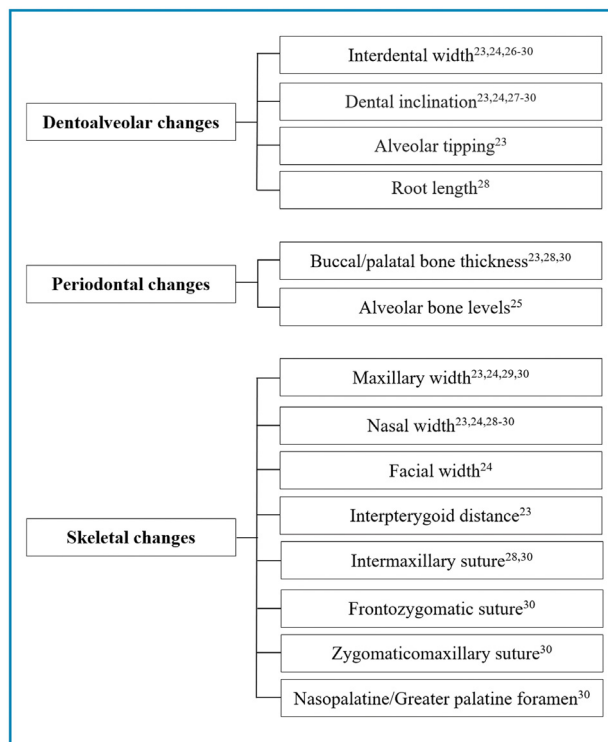 Dentoalveolar changes
Interdental width23,24,26-30
Dental inclination23,24,27-30
Alveolar tipping23
Root length28
Periodontal changes
Buccal/palatal bone thickness23,28,30
Alveolar bone levels25
Skeletal changes
Maxillary width23,24,29,30
Nasal width23,24,28-30
Facial width24
Interpterygoid distance23
Intermaxillary suture28,30
Frontozygomatic suture30
Zygomaticomaxillary suture30
Nasopalatine/Greater palatine foramen30